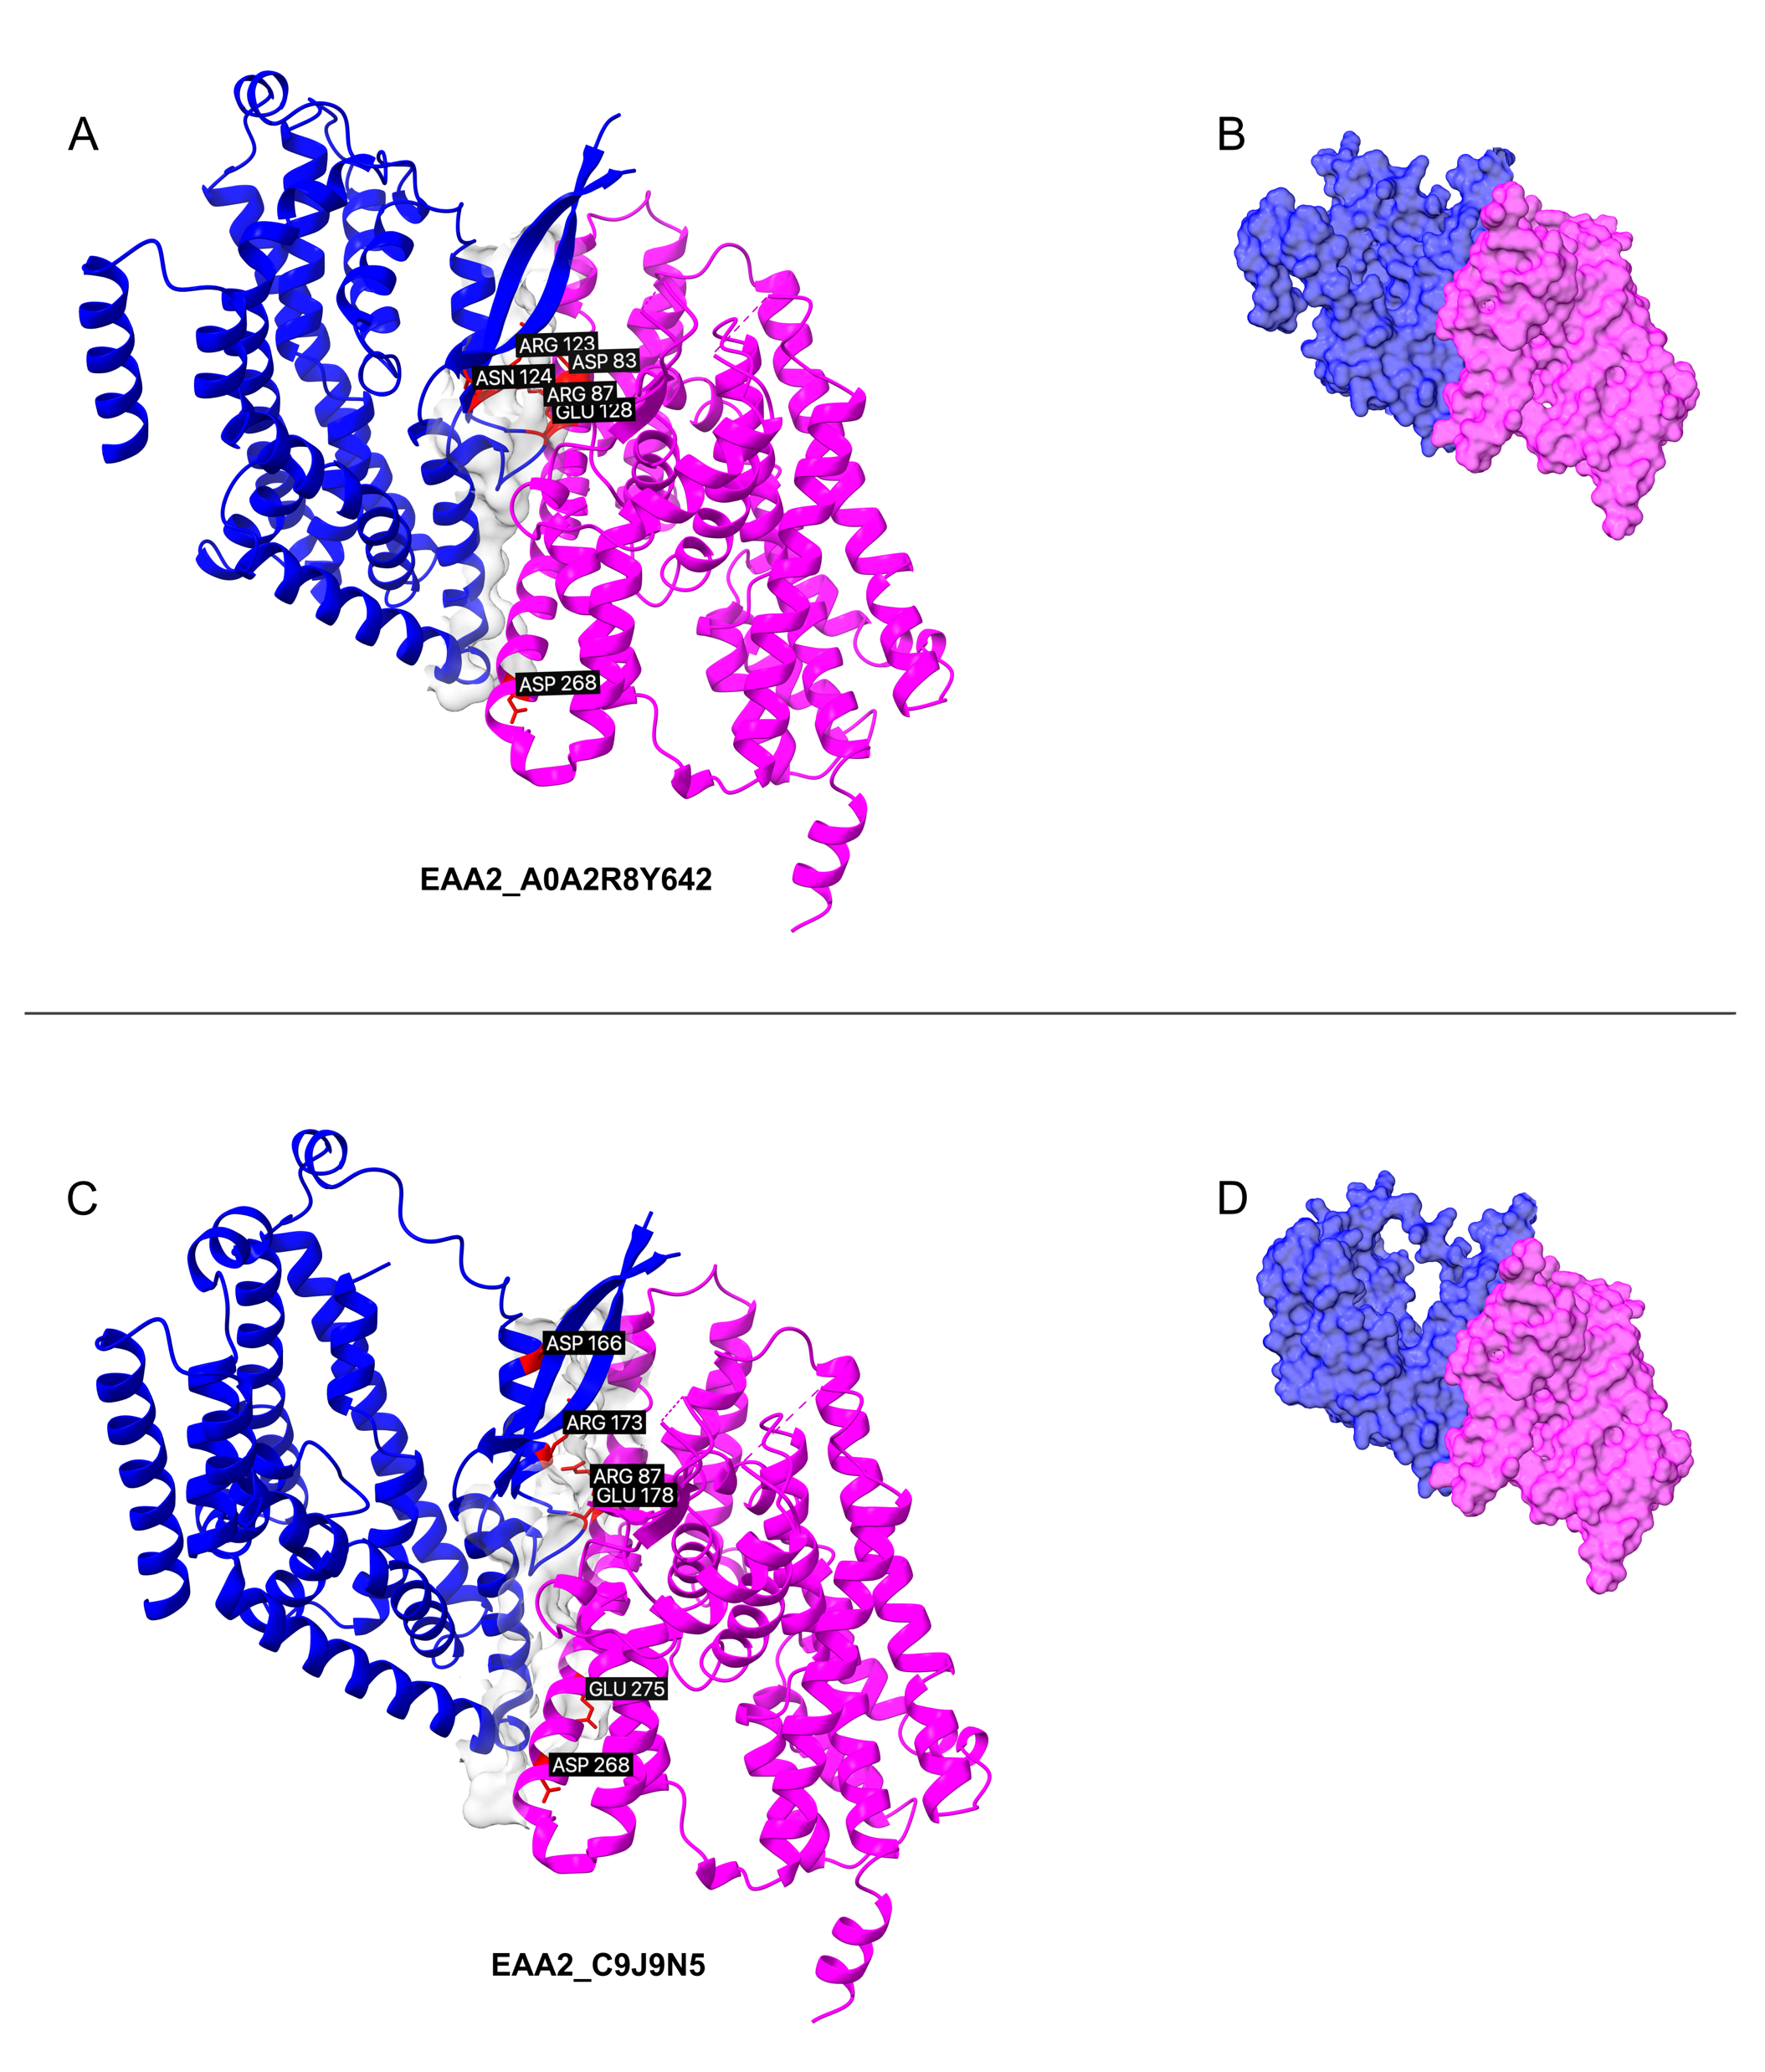 A
B
ARG 123
ASP 83
ASN 124
ARG 87
GLU 128
ASP 268
EAA2_A0A2R8Y642
C
D
ASP 166
ARG 173
ARG 87
GLU 178
GLU 275
ASP 268
EAA2_C9J9N5